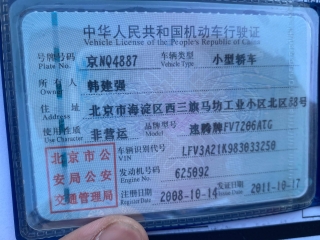 中华人民共和国机动车行驶证
Vehicle License of the People's Republic of China
号牌号码 京NQ4887 车辆类型 小型轿车
Plate No. Vehicle Type
所有人 韩建强
Owner
住址 北京市海淀区西三旗马坊工业小区北88号
Address
使用性质 非营运 品牌型号 速腾牌FV7206ATG
Use Character Model
北京市公 车辆识别代号 LFV3A21K983033250
VIN
安局公安 发动机号码 625092
Engine No.
交通管理局 注册日期 2008-10-14 2011-10-17
Register Date Issue Date